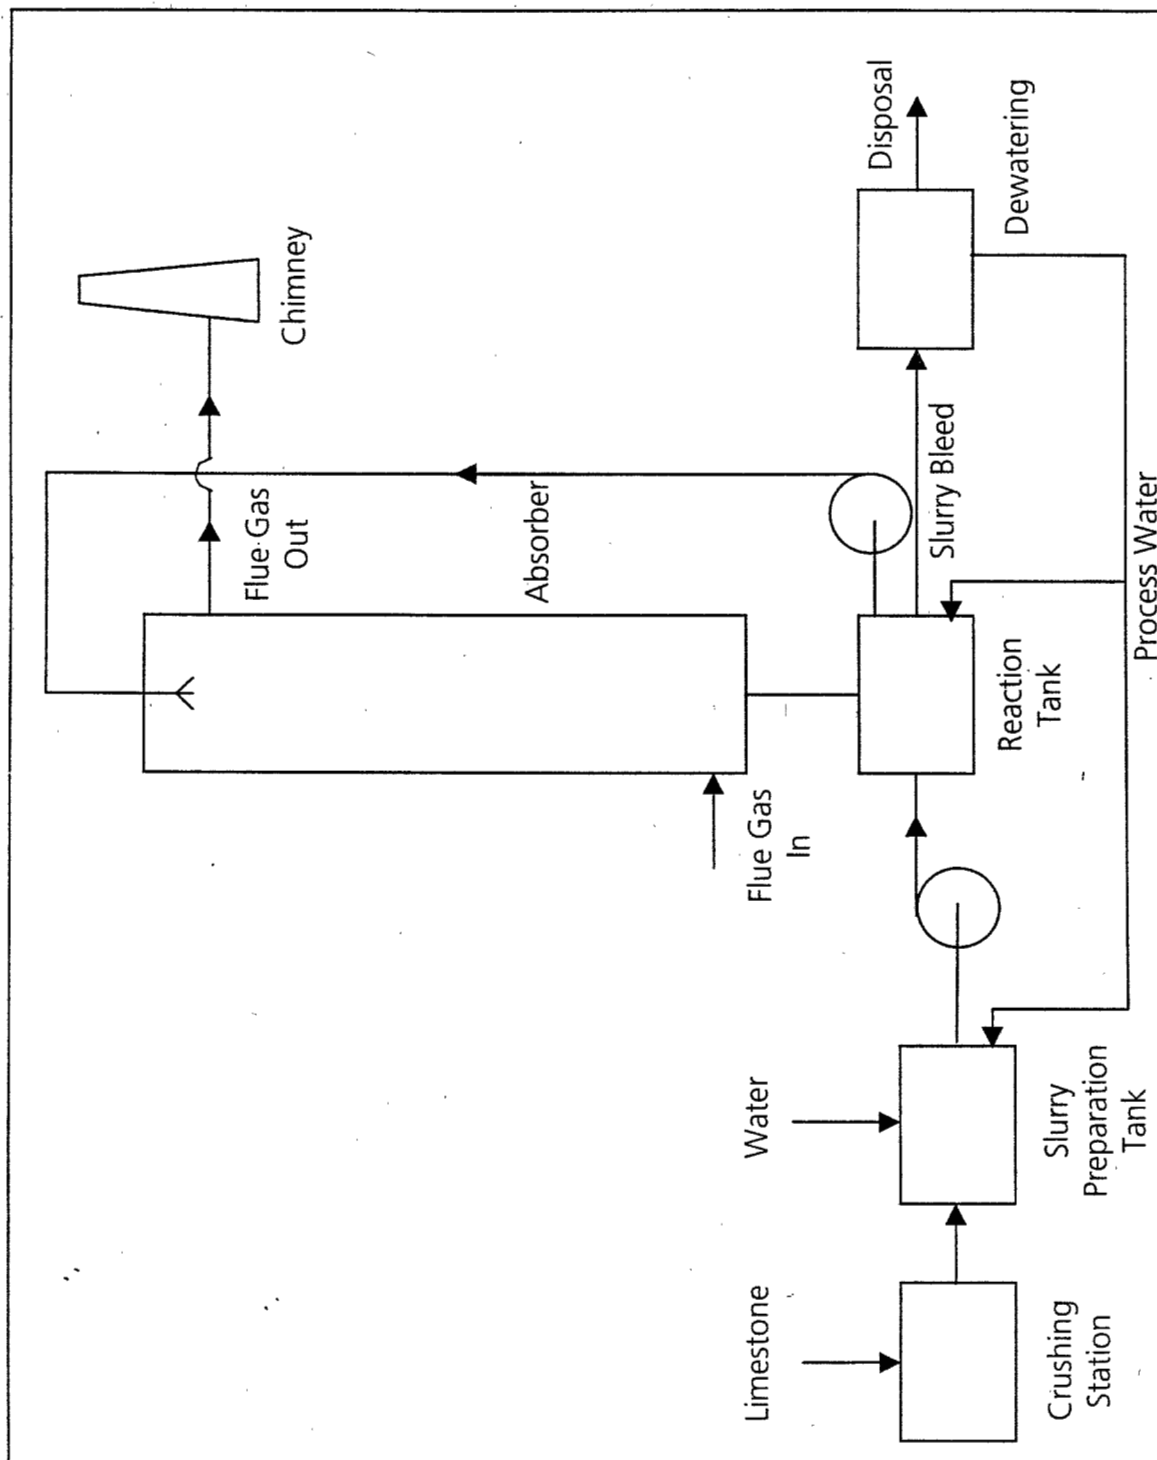 Limestone
Crushing
Station
Water
Slurry
Preparation
Tank
Flue Gas
In
Reaction
Tank
Absorber
Flue Gas
Out
Chimney
Slurry Bleed
Disposal
Dewatering
Process Water